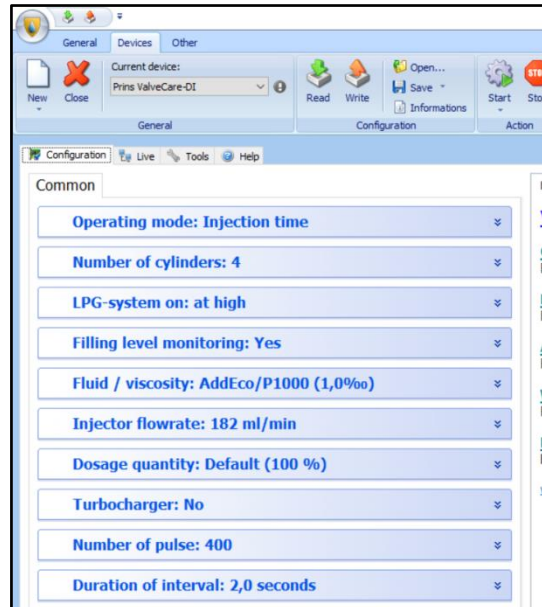 General Devices Other
New
Close
Current device:
Prins ValveCare-DI
General
Read
Write
Open...
Save
Informations
Configuration
Start
STO
Sto
Action
Configuration Live Tools Help
Common
Operating mode: Injection time
Number of cylinders: 4
LPG-system on: at high
Filling level monitoring: Yes
Fluid / viscosity: AddEco/P1000 (1,0‰)
Injector flowrate: 182 ml/min
Dosage quantity: Default (100 %)
Turbocharger: No
Number of pulse: 400
Duration of interval: 2,0 seconds